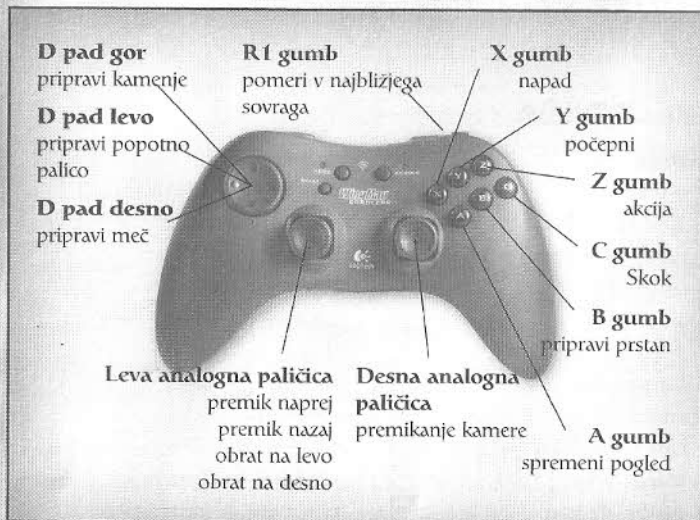 D pad gor
pripravi kamenje
D pad levo
pripravi popotno
palico
D pad desno
pripravi meč
R1 gumb
pomeri v najbližjega
sovraga
X gumb
napad
Y gumb
počepni
Z gumb
akcija
C gumb
Skok
B gumb
pripravi prstan
A gumb
spremeni pogled
Leva analogna paličica
premik naprej
premik nazaj
obrat na levo
obrat na desno
Desna analogna
paličica
premikanje kamere
WingMan
Logitech
X
Y
Z
A
B
C